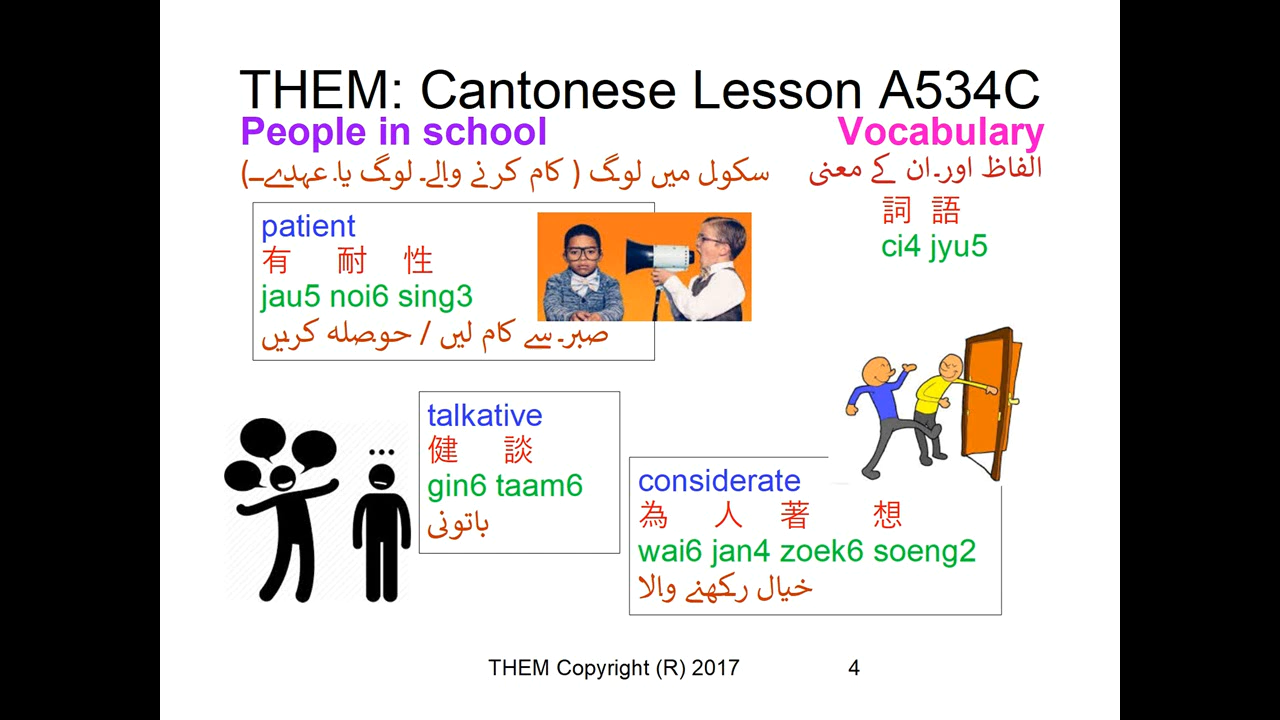 THEM: Cantonese Lesson A534C
People in school
Vocabulary
سکول میں لوگ ( کام کرنے والے۔ لوگ یا۔ عہدے۔)
الفاظ اور۔ان کے معنی
詞 語
ci4 jyu5
patient
有 耐 性
jau5 noi6 sing3
صبر۔ سے کام لیں / حوصلہ کریں
talkative
健 談
gin6 taam6
باتونی
considerate
為 人 著 想
wai6 jan4 zoek6 soeng2
خیال رکھنے والا
THEM Copyright (R) 2017
4